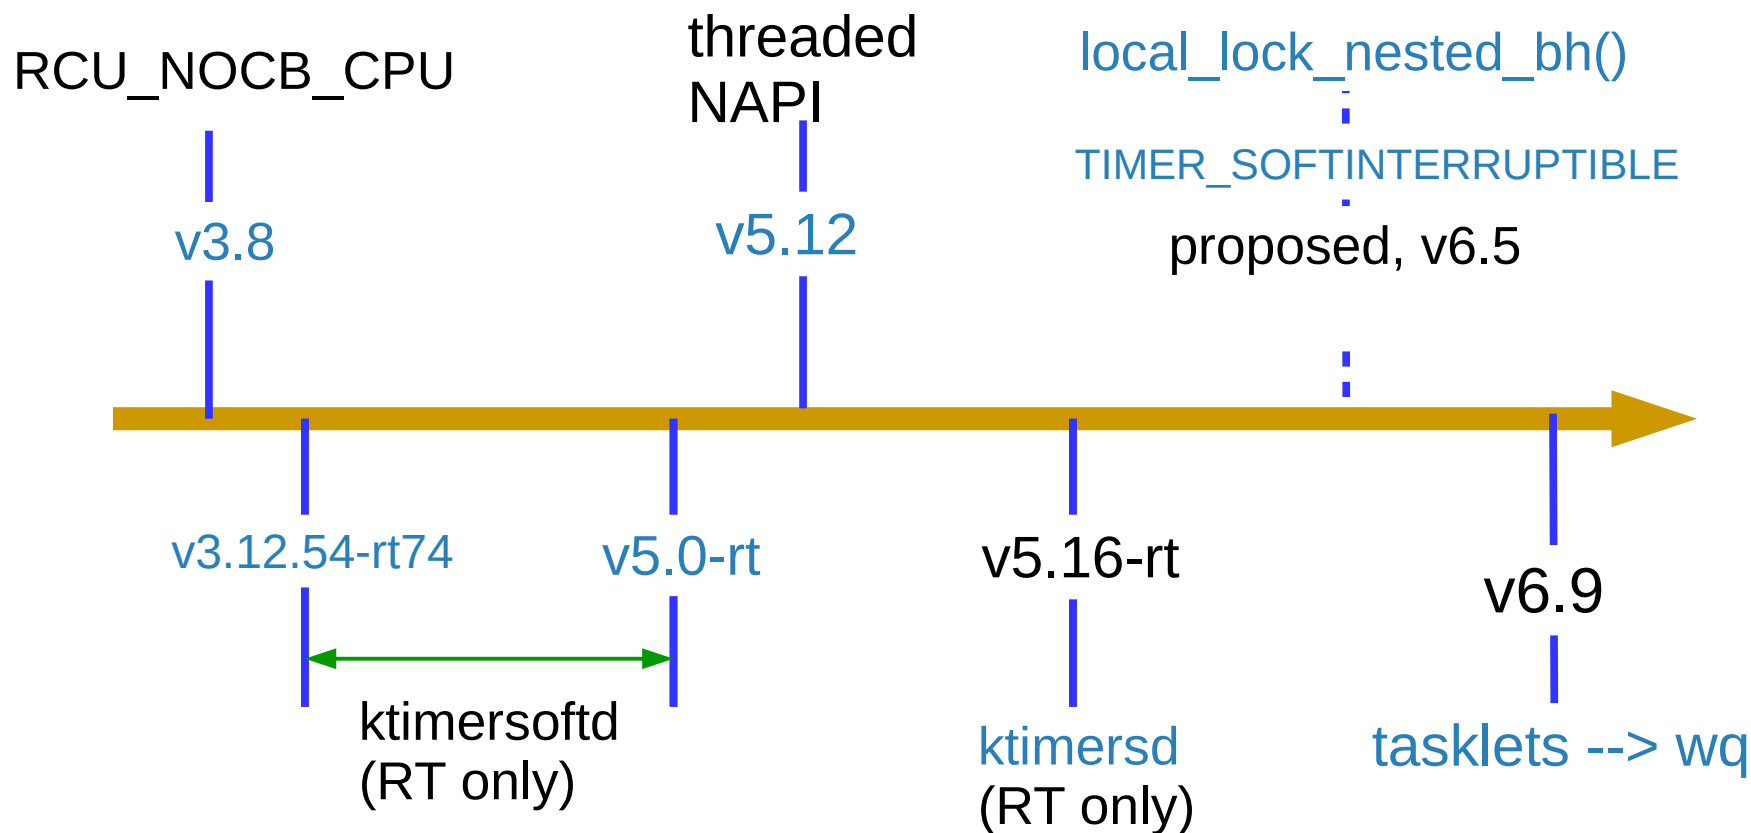 RCU_NOCB_CPU
threaded
NAPI
local_lock_nested_bh()
TIMER_SOFTINTERRUPTIBLE
v3.8
v5.12
proposed, v6.5
v3.12.54-rt74
v5.0-rt
v5.16-rt
v6.9
ktimersoftd
(RT only)
ktimersd
(RT only)
tasklets --> wq